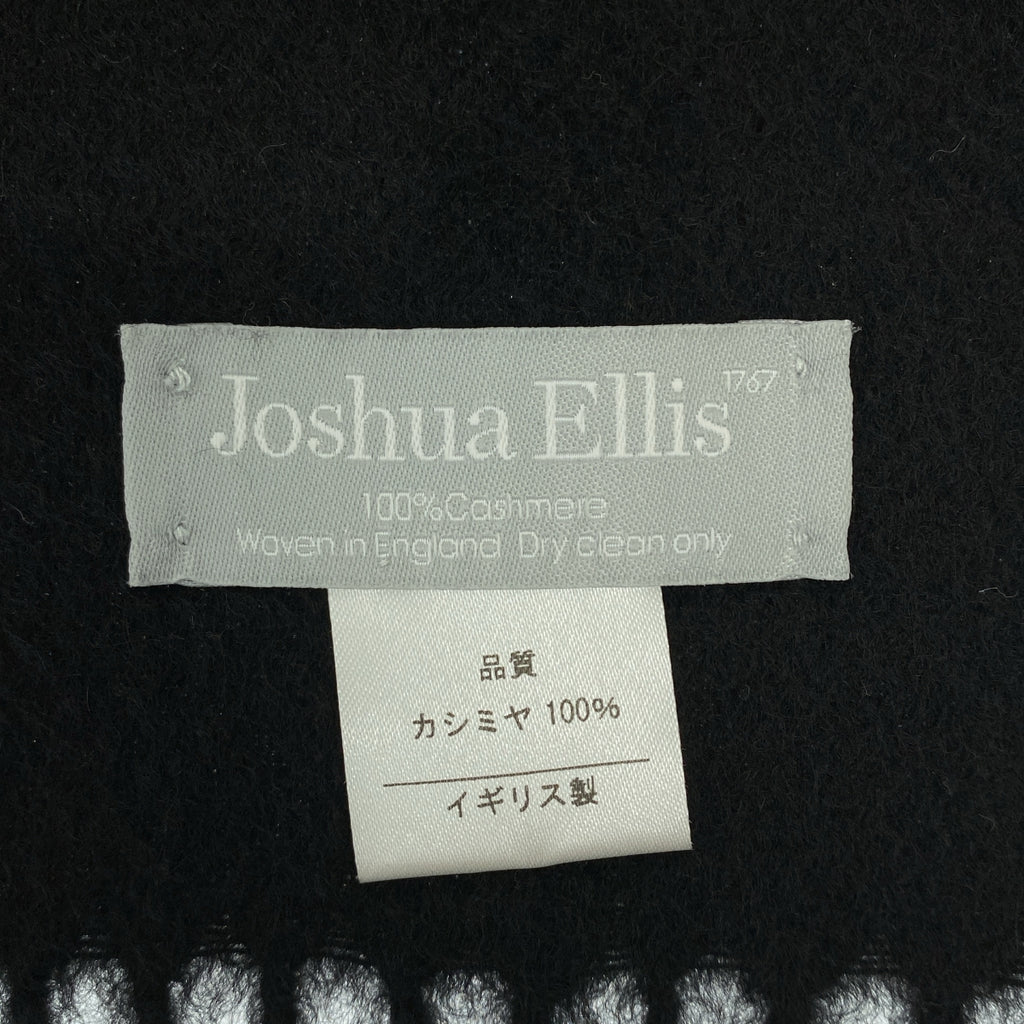 Joshua Ellis 1767
100%Cashmere
Woven in England Dry clean only
品質
カシミヤ 100%
イギリス製